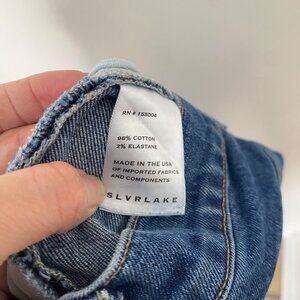 RN # 155004
98% COTTON
2% ELASTANE
MADE IN THE USA
OF IMPORTED FABRICS
AND COMPONENTS
SLVRLAKE